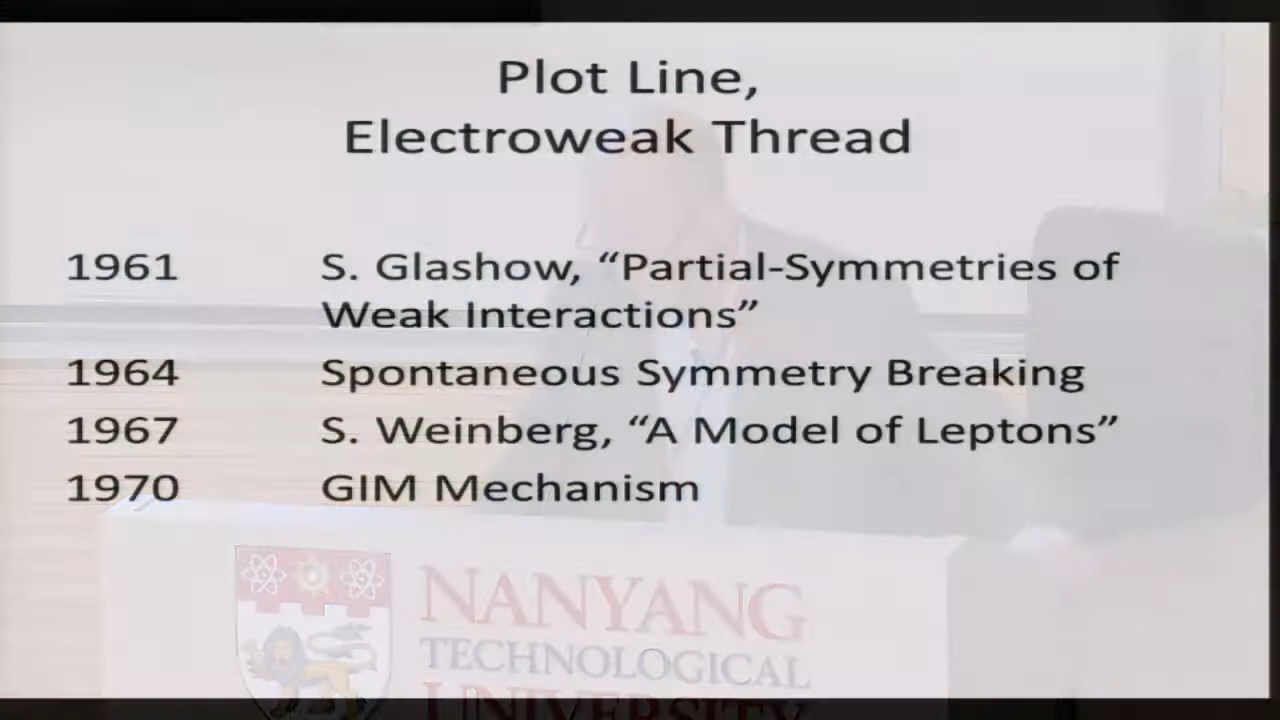 Plot Line,
Electroweak Thread
1961 S. Glashow, “Partial-Symmetries of
Weak Interactions”
1964 Spontaneous Symmetry Breaking
1967 S. Weinberg, “A Model of Leptons”
1970 GIM Mechanism
NANYANG
TECHNOLOGICAL
UNIVERSITY